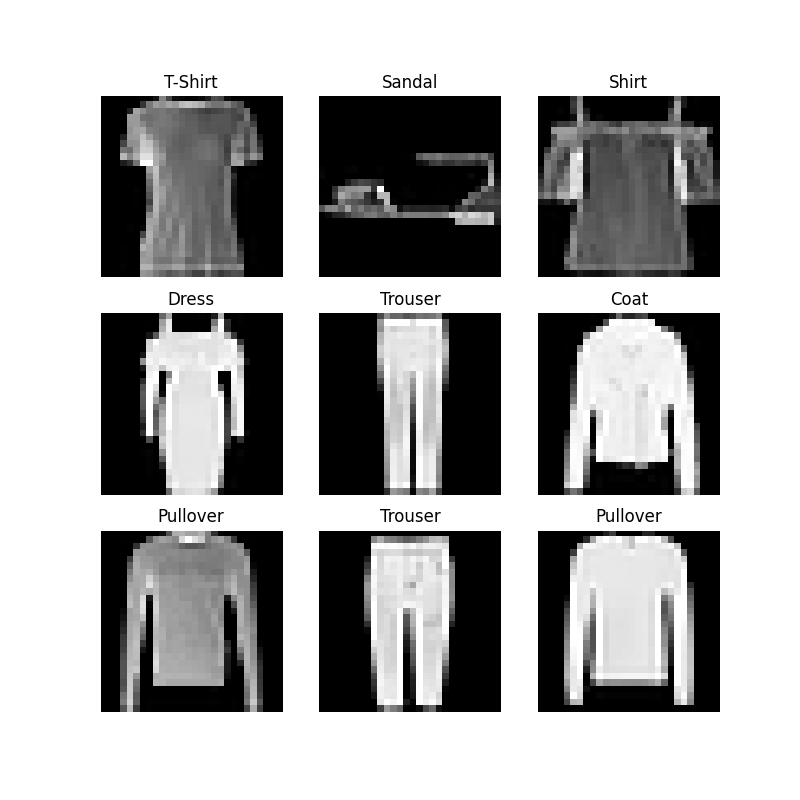 T-Shirt
Sandal
Shirt
Dress
Trouser
Coat
Pullover
Trouser
Pullover